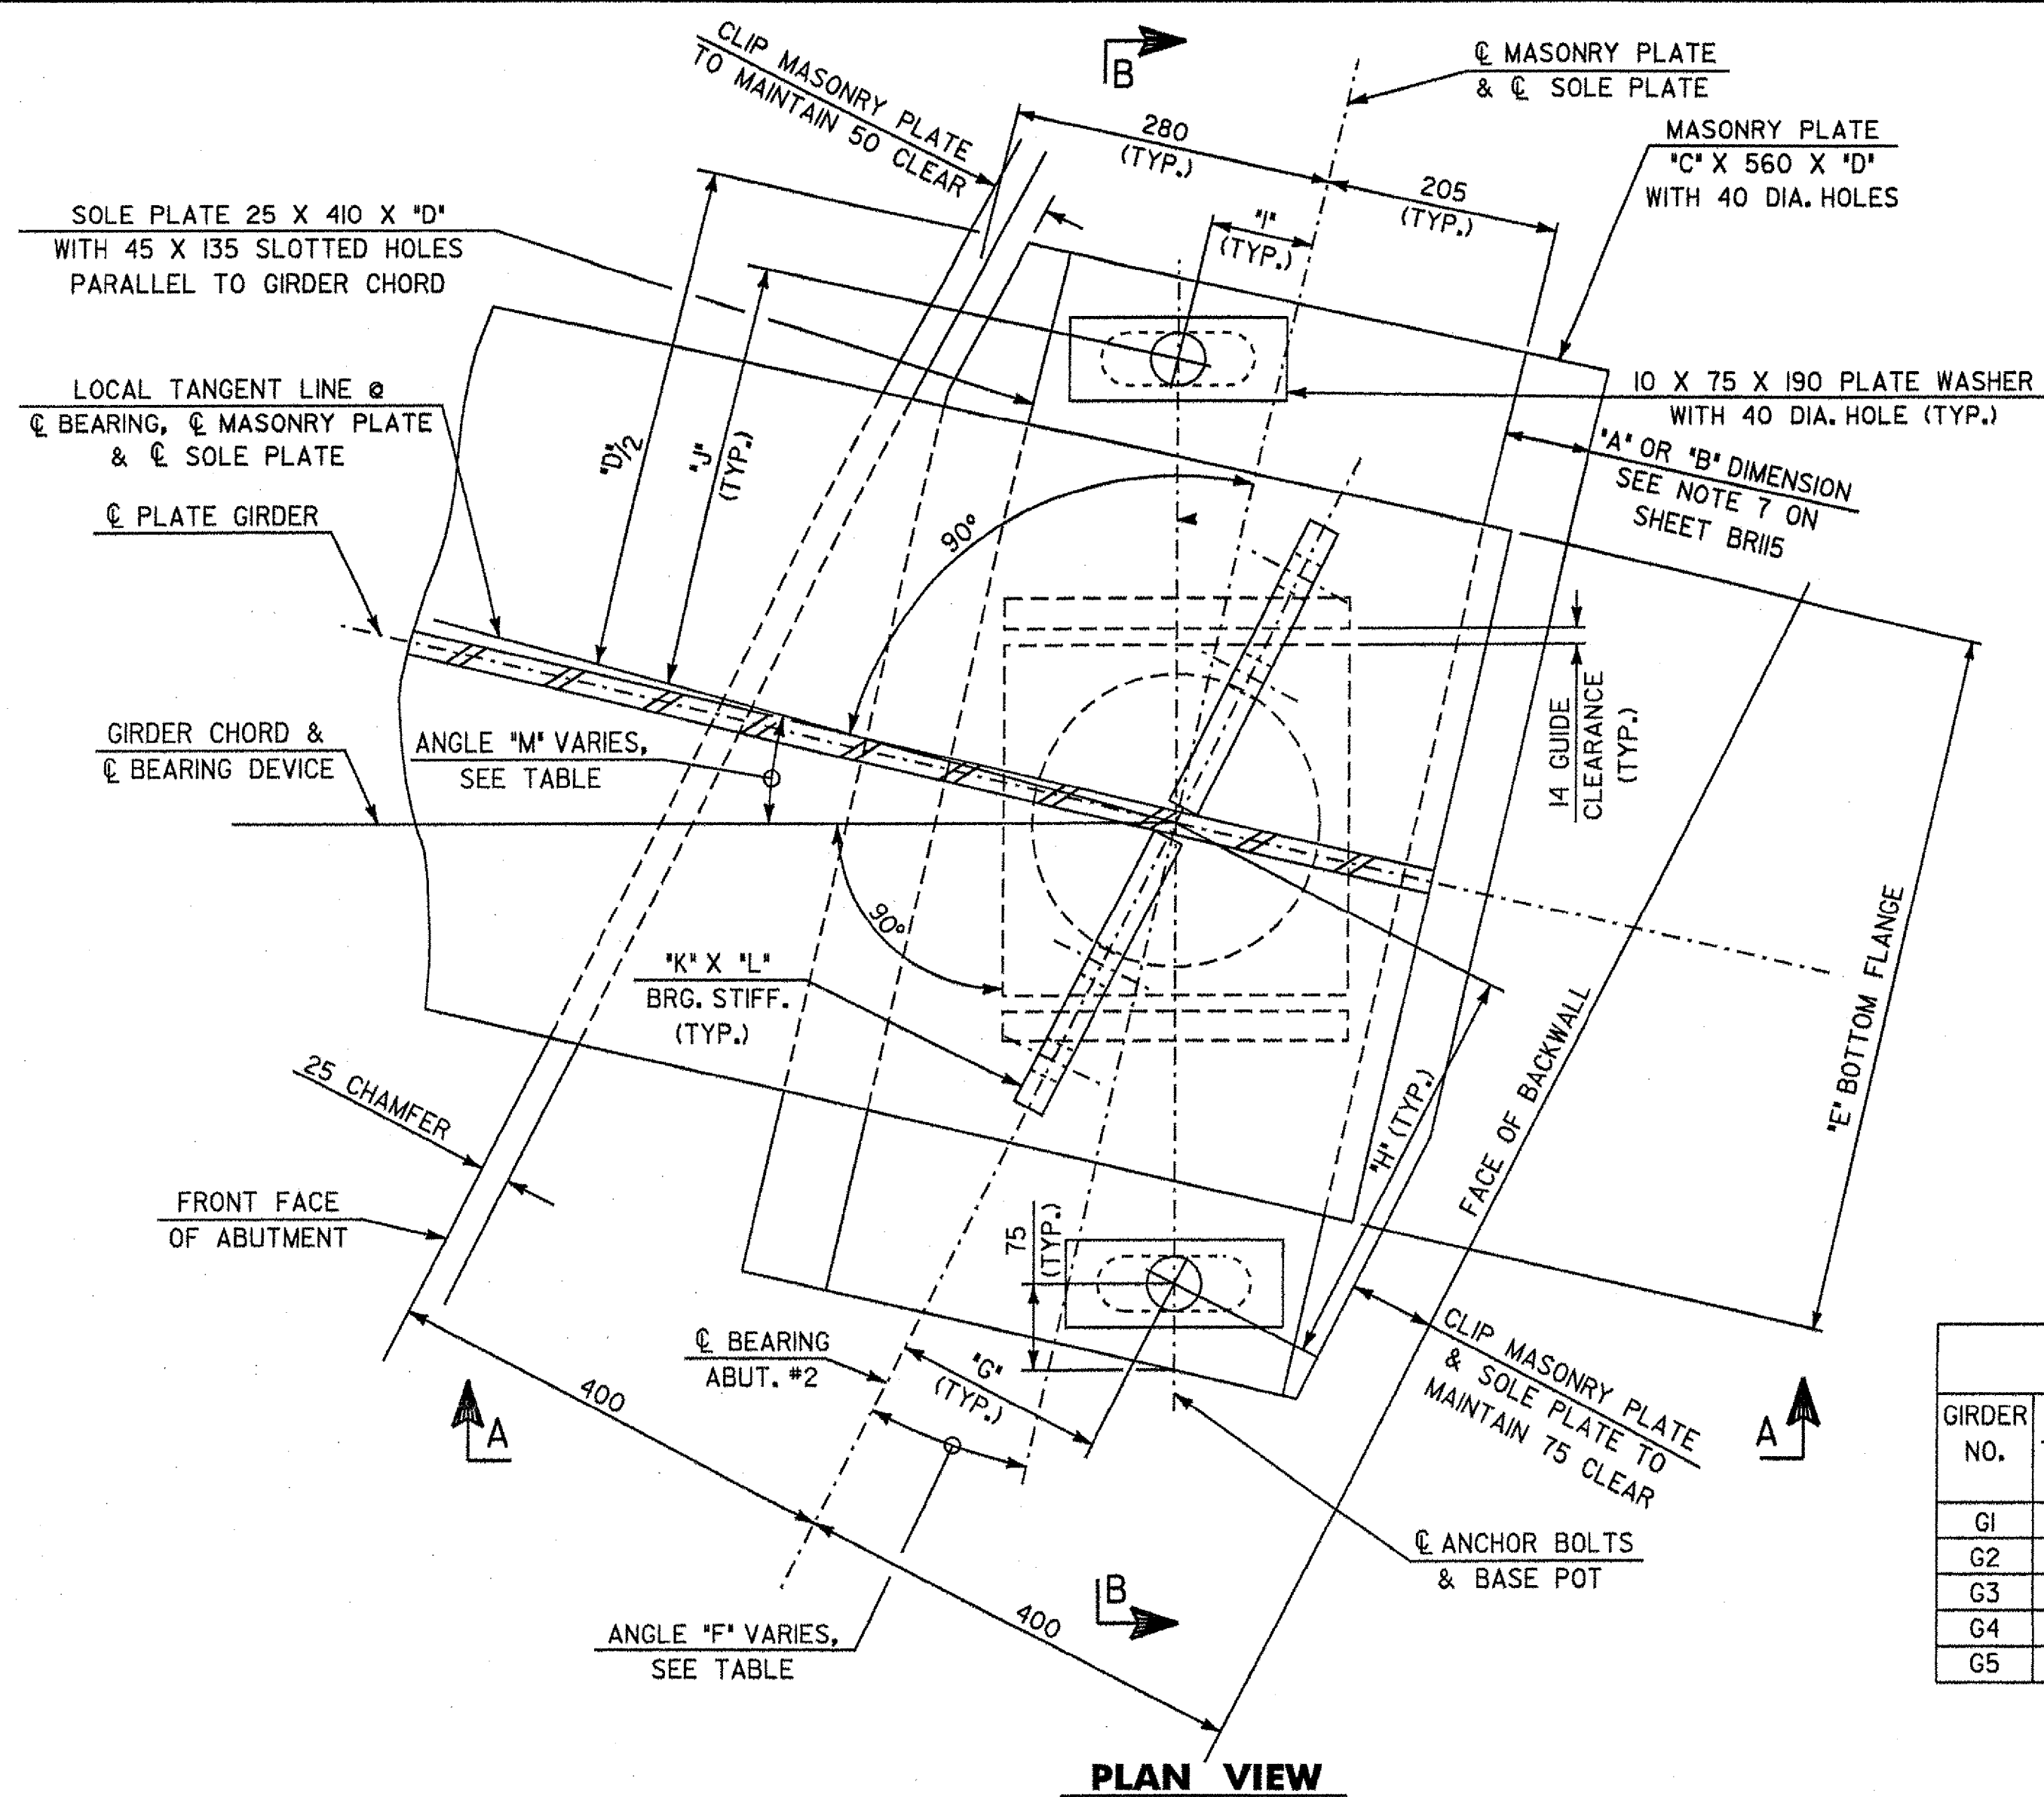 CLIP MASONRY PLATE
TO MAINTAIN 50 CLEAR
B
℄ MASONRY PLATE
& ℄ SOLE PLATE
280
(TYP.)
205
(TYP.)
MASONRY PLATE
"C" X 560 X "D"
WITH 40 DIA. HOLES
SOLE PLATE 25 X 410 X "D"
WITH 45 X 135 SLOTTED HOLES
PARALLEL TO GIRDER CHORD
"I"
(TYP.)
10 X 75 X 190 PLATE WASHER
WITH 40 DIA. HOLE (TYP.)
LOCAL TANGENT LINE @
℄ BEARING, ℄ MASONRY PLATE
& ℄ SOLE PLATE
"D"/2
"J"
(TYP.)
"A" OR "B" DIMENSION
SEE NOTE 7 ON
SHEET BR115
℄ PLATE GIRDER
90°
14 GUIDE
CLEARANCE
(TYP.)
GIRDER CHORD &
℄ BEARING DEVICE
ANGLE "M" VARIES,
SEE TABLE
90°
"K" X "L"
BRG. STIFF.
(TYP.)
"E" BOTTOM FLANGE
FACE OF BACKWALL
"H" (TYP.)
25 CHAMFER
FRONT FACE
OF ABUTMENT
75
(TYP.)
℄ BEARING
ABUT. #2
"G"
(TYP.)
CLIP MASONRY PLATE
& SOLE PLATE TO
MAINTAIN 75 CLEAR
400
A
A
℄ ANCHOR BOLTS
& BASE POT
400
B
ANGLE "F" VARIES,
SEE TABLE
GIRDER
NO.
G1
G2
G3
G4
G5
PLAN VIEW